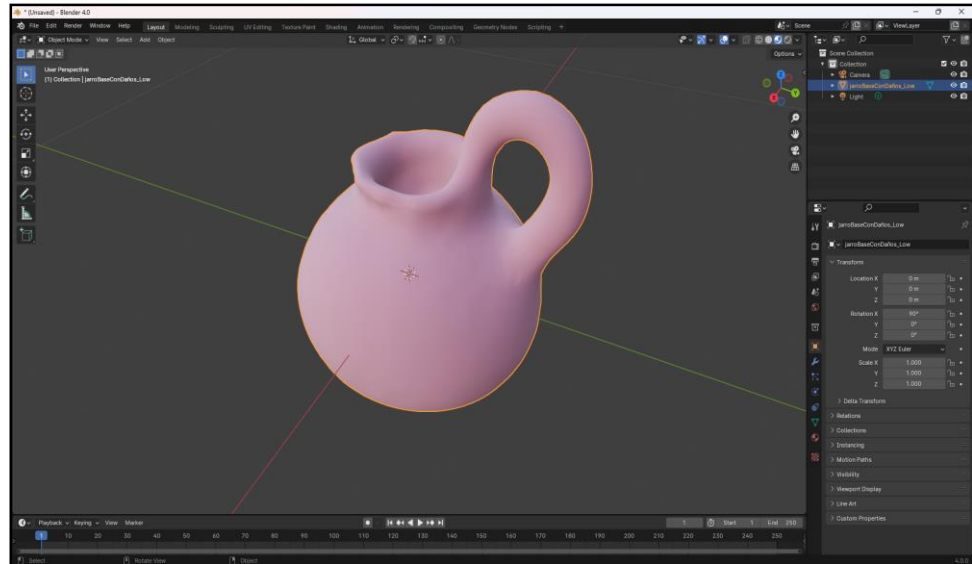 * (Unsaved) - Blender 4.0
File Edit Render Window Help Layout Modeling Sculpting UV Editing Texture Paint Shading Animation Rendering Compositing Geometry Nodes Scripting + Scene ViewLayer
Object Mode View Select Add Object Global
Options
User Perspective
(1) Collection | jarroBaseConDaños_Low
Z
Y
X
Scene Collection
Collection
Camera
jarroBaseConDaños_Low
Light
jarroBaseConDaños_Low
jarroBaseConDaños_Low
Transform
Location X 0 m
Y 0 m
Z 0 m
Rotation X 90°
Y 0°
Z 0°
Mode XYZ Euler
Scale X 1.000
Y 1.000
Z 1.000
Delta Transform
Relations
Collections
Instancing
Motion Paths
Visibility
Viewport Display
Line Art
Custom Properties
Playback Keying View Marker 1 Start 1 End 250
1 10 20 30 40 50 60 70 80 90 100 110 120 130 140 150 160 170 180 190 200 210 220 230 240 250
Select Rotate View Object 4.0.0